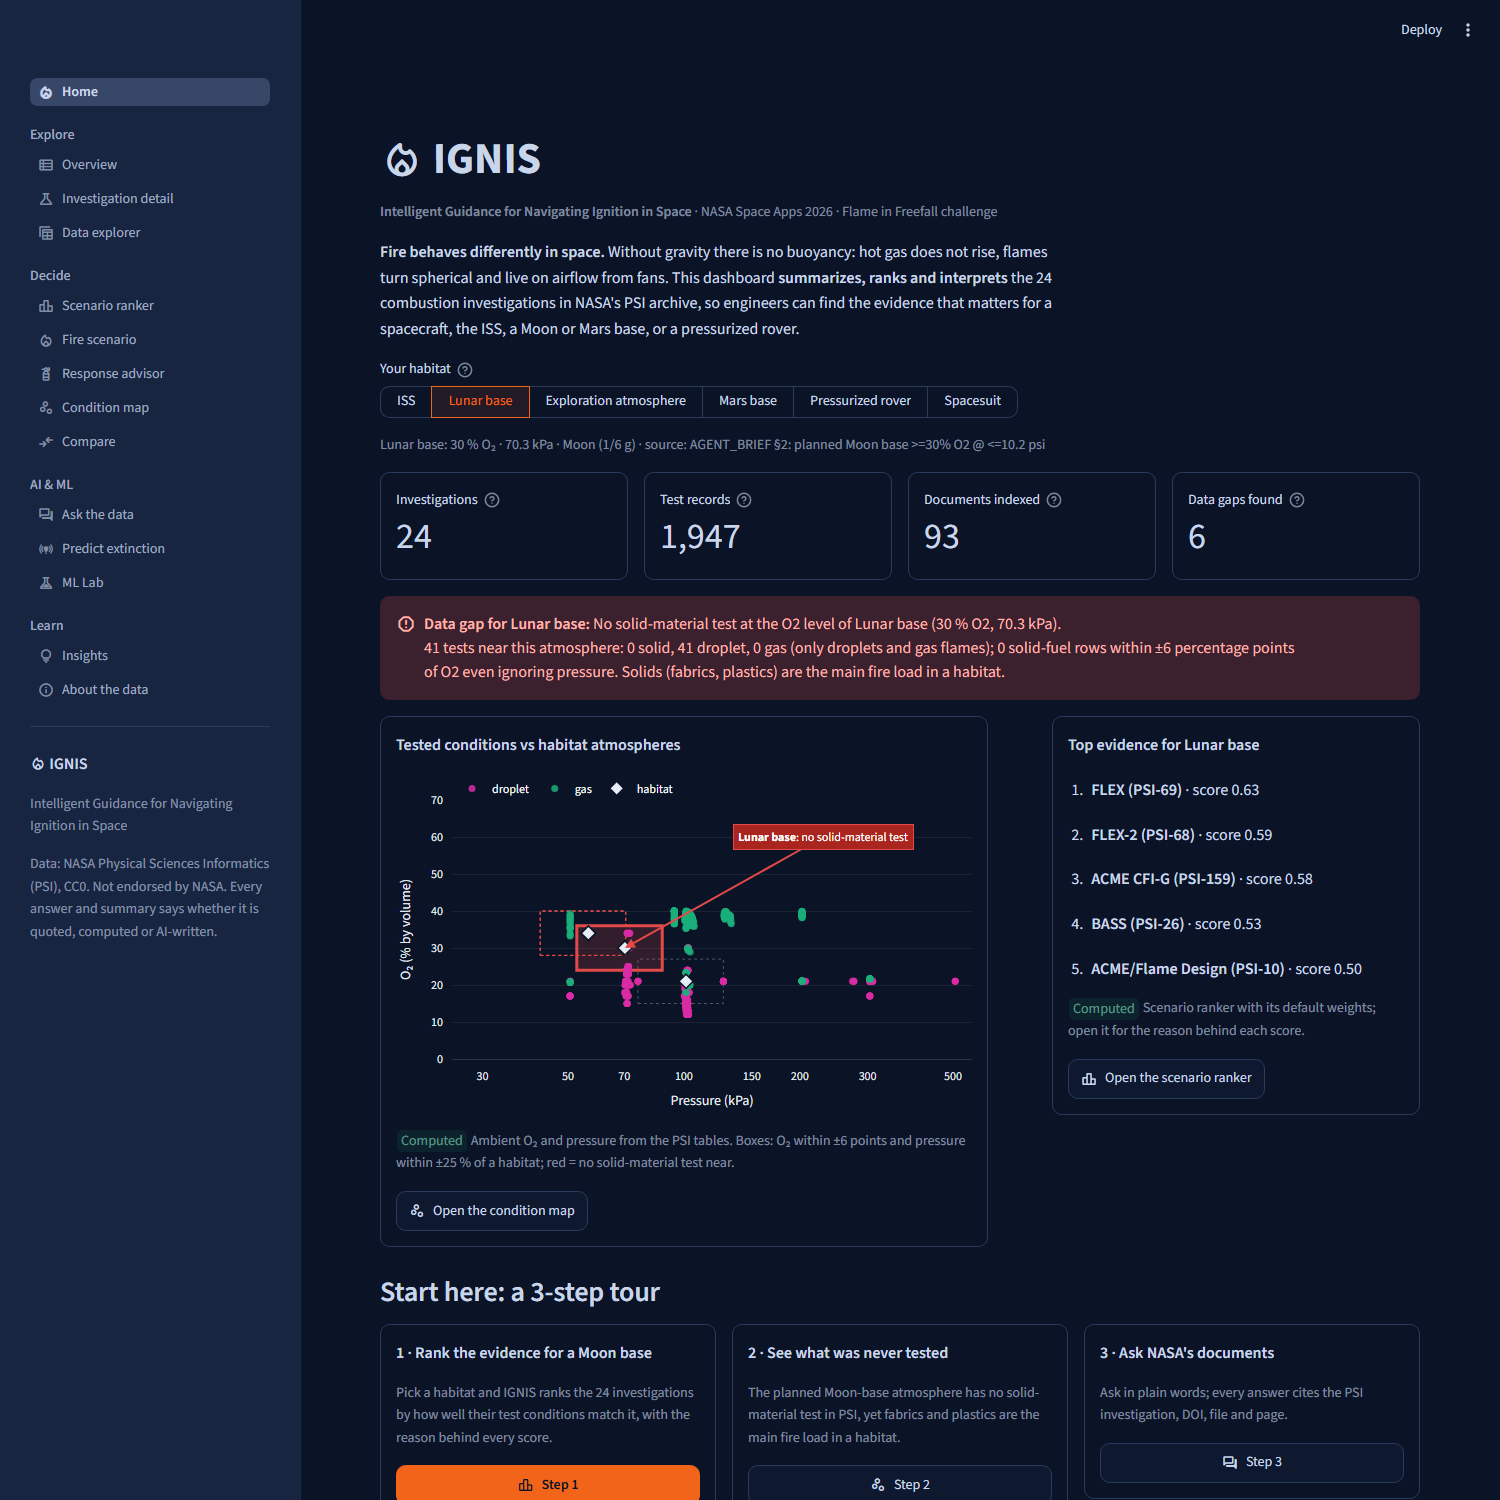 Deploy
Home
Explore
Overview
Investigation detail
Data explorer
Decide
Scenario ranker
Fire scenario
Response advisor
Condition map
Compare
AI & ML
Ask the data
Predict extinction
ML Lab
Learn
Insights
About the data
IGNIS
Intelligent Guidance for Navigating
Ignition in Space
Data: NASA Physical Sciences Informatics
(PSI), CC0. Not endorsed by NASA. Every
answer and summary says whether it is
quoted, computed or AI-written.
IGNIS
Intelligent Guidance for Navigating Ignition in Space · NASA Space Apps 2026 · Flame in Freefall challenge
Fire behaves differently in space. Without gravity there is no buoyancy: hot gas does not rise, flames
turn spherical and live on airflow from fans. This dashboard summarizes, ranks and interprets the 24
combustion investigations in NASA's PSI archive, so engineers can find the evidence that matters for a
spacecraft, the ISS, a Moon or Mars base, or a pressurized rover.
Your habitat
ISS Lunar base Exploration atmosphere Mars base Pressurized rover Spacesuit
Lunar base: 30 % O₂ · 70.3 kPa · Moon (1/6 g) · source: AGENT_BRIEF §2: planned Moon base >=30% O2 @ <=10.2 psi
Investigations
24
Test records
1,947
Documents indexed
93
Data gaps found
6
Data gap for Lunar base: No solid-material test at the O2 level of Lunar base (30 % O2, 70.3 kPa).
41 tests near this atmosphere: 0 solid, 41 droplet, 0 gas (only droplets and gas flames); 0 solid-fuel rows within ±6 percentage points
of O2 even ignoring pressure. Solids (fabrics, plastics) are the main fire load in a habitat.
Tested conditions vs habitat atmospheres
droplet gas habitat
70
60
50
40
30
20
10
0
O₂ (% by volume)
Lunar base: no solid-material test
30 50 70 100 150 200 300 500
Pressure (kPa)
Computed Ambient O₂ and pressure from the PSI tables. Boxes: O₂ within ±6 points and pressure
within ±25 % of a habitat; red = no solid-material test near.
Open the condition map
Top evidence for Lunar base
1. FLEX (PSI-69) · score 0.63
2. FLEX-2 (PSI-68) · score 0.59
3. ACME CFI-G (PSI-159) · score 0.58
4. BASS (PSI-26) · score 0.53
5. ACME/Flame Design (PSI-10) · score 0.50
Computed Scenario ranker with its default weights;
open it for the reason behind each score.
Open the scenario ranker
Start here: a 3-step tour
1 · Rank the evidence for a Moon base
Pick a habitat and IGNIS ranks the 24 investigations
by how well their test conditions match it, with the
reason behind every score.
Step 1
2 · See what was never tested
The planned Moon-base atmosphere has no solid-
material test in PSI, yet fabrics and plastics are the
main fire load in a habitat.
Step 2
3 · Ask NASA's documents
Ask in plain words; every answer cites the PSI
investigation, DOI, file and page.
Step 3